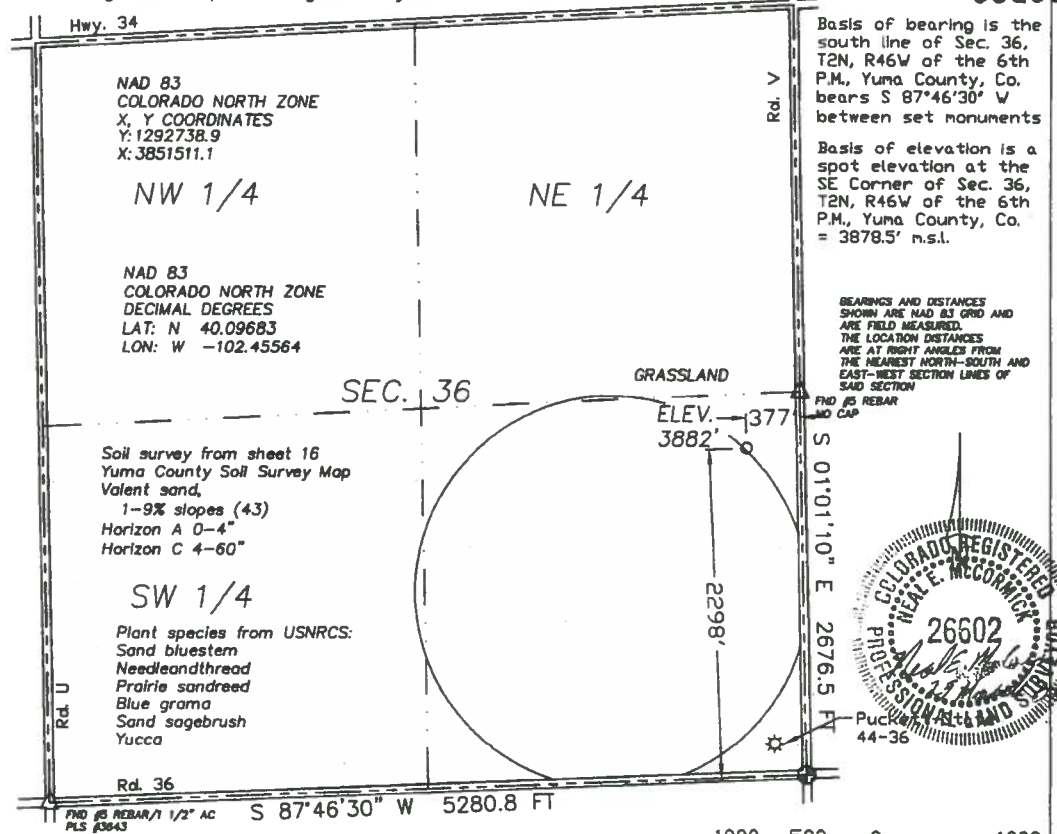 Hwy. 34
NAD 83
COLORADO NORTH ZONE
X, Y COORDINATES
Y: 1292738.9
X: 3851511.1
NW 1/4
NE 1/4
Rd. V
Basis of bearing is the
south line of Sec. 36,
T2N, R46W of the 6th
P.M., Yuma County, Co.
bears S 87°46'30" W
between set monuments
Basis of elevation is a
spot elevation at the
SE Corner of Sec. 36,
T2N, R46W of the 6th
P.M., Yuma County, Co.
= 3878.5' m.s.l.
NAD 83
COLORADO NORTH ZONE
DECIMAL DEGREES
LAT: N 40.09683
LON: W -102.45564
BEARINGS AND DISTANCES
SHOWN ARE NAD 83 GRID AND
ARE FIELD MEASURED.
THE LOCATION DISTANCES
ARE AT RIGHT ANGLES FROM
THE NEAREST NORTH-SOUTH AND
EAST-WEST SECTION LINES OF
SAID SECTION
SEC. 36
GRASSLAND
FND #5 REBAR
NO CAP
ELEV.
3882'
377'
Soil survey from sheet 16
Yuma County Soil Survey Map
Valent sand,
1-9% slopes (43)
Horizon A 0-4"
Horizon C 4-60"
SW 1/4
Plant species from USNRCS:
Sand bluestem
Needleandthread
Prairie sandreed
Blue grama
Sand sagebrush
Yucca
2298'
S 01°01'10" E 2676.5 FT
COLORADO REGISTERED
NEAL E. McCORMICK
26602
PROFESSIONAL LAND SURVEYOR
44-36
Rd. U
Rd. 36
FND #5 REBAR/1 1/2" AC
PLS #3643
S 87°46'30" W 5280.8 FT